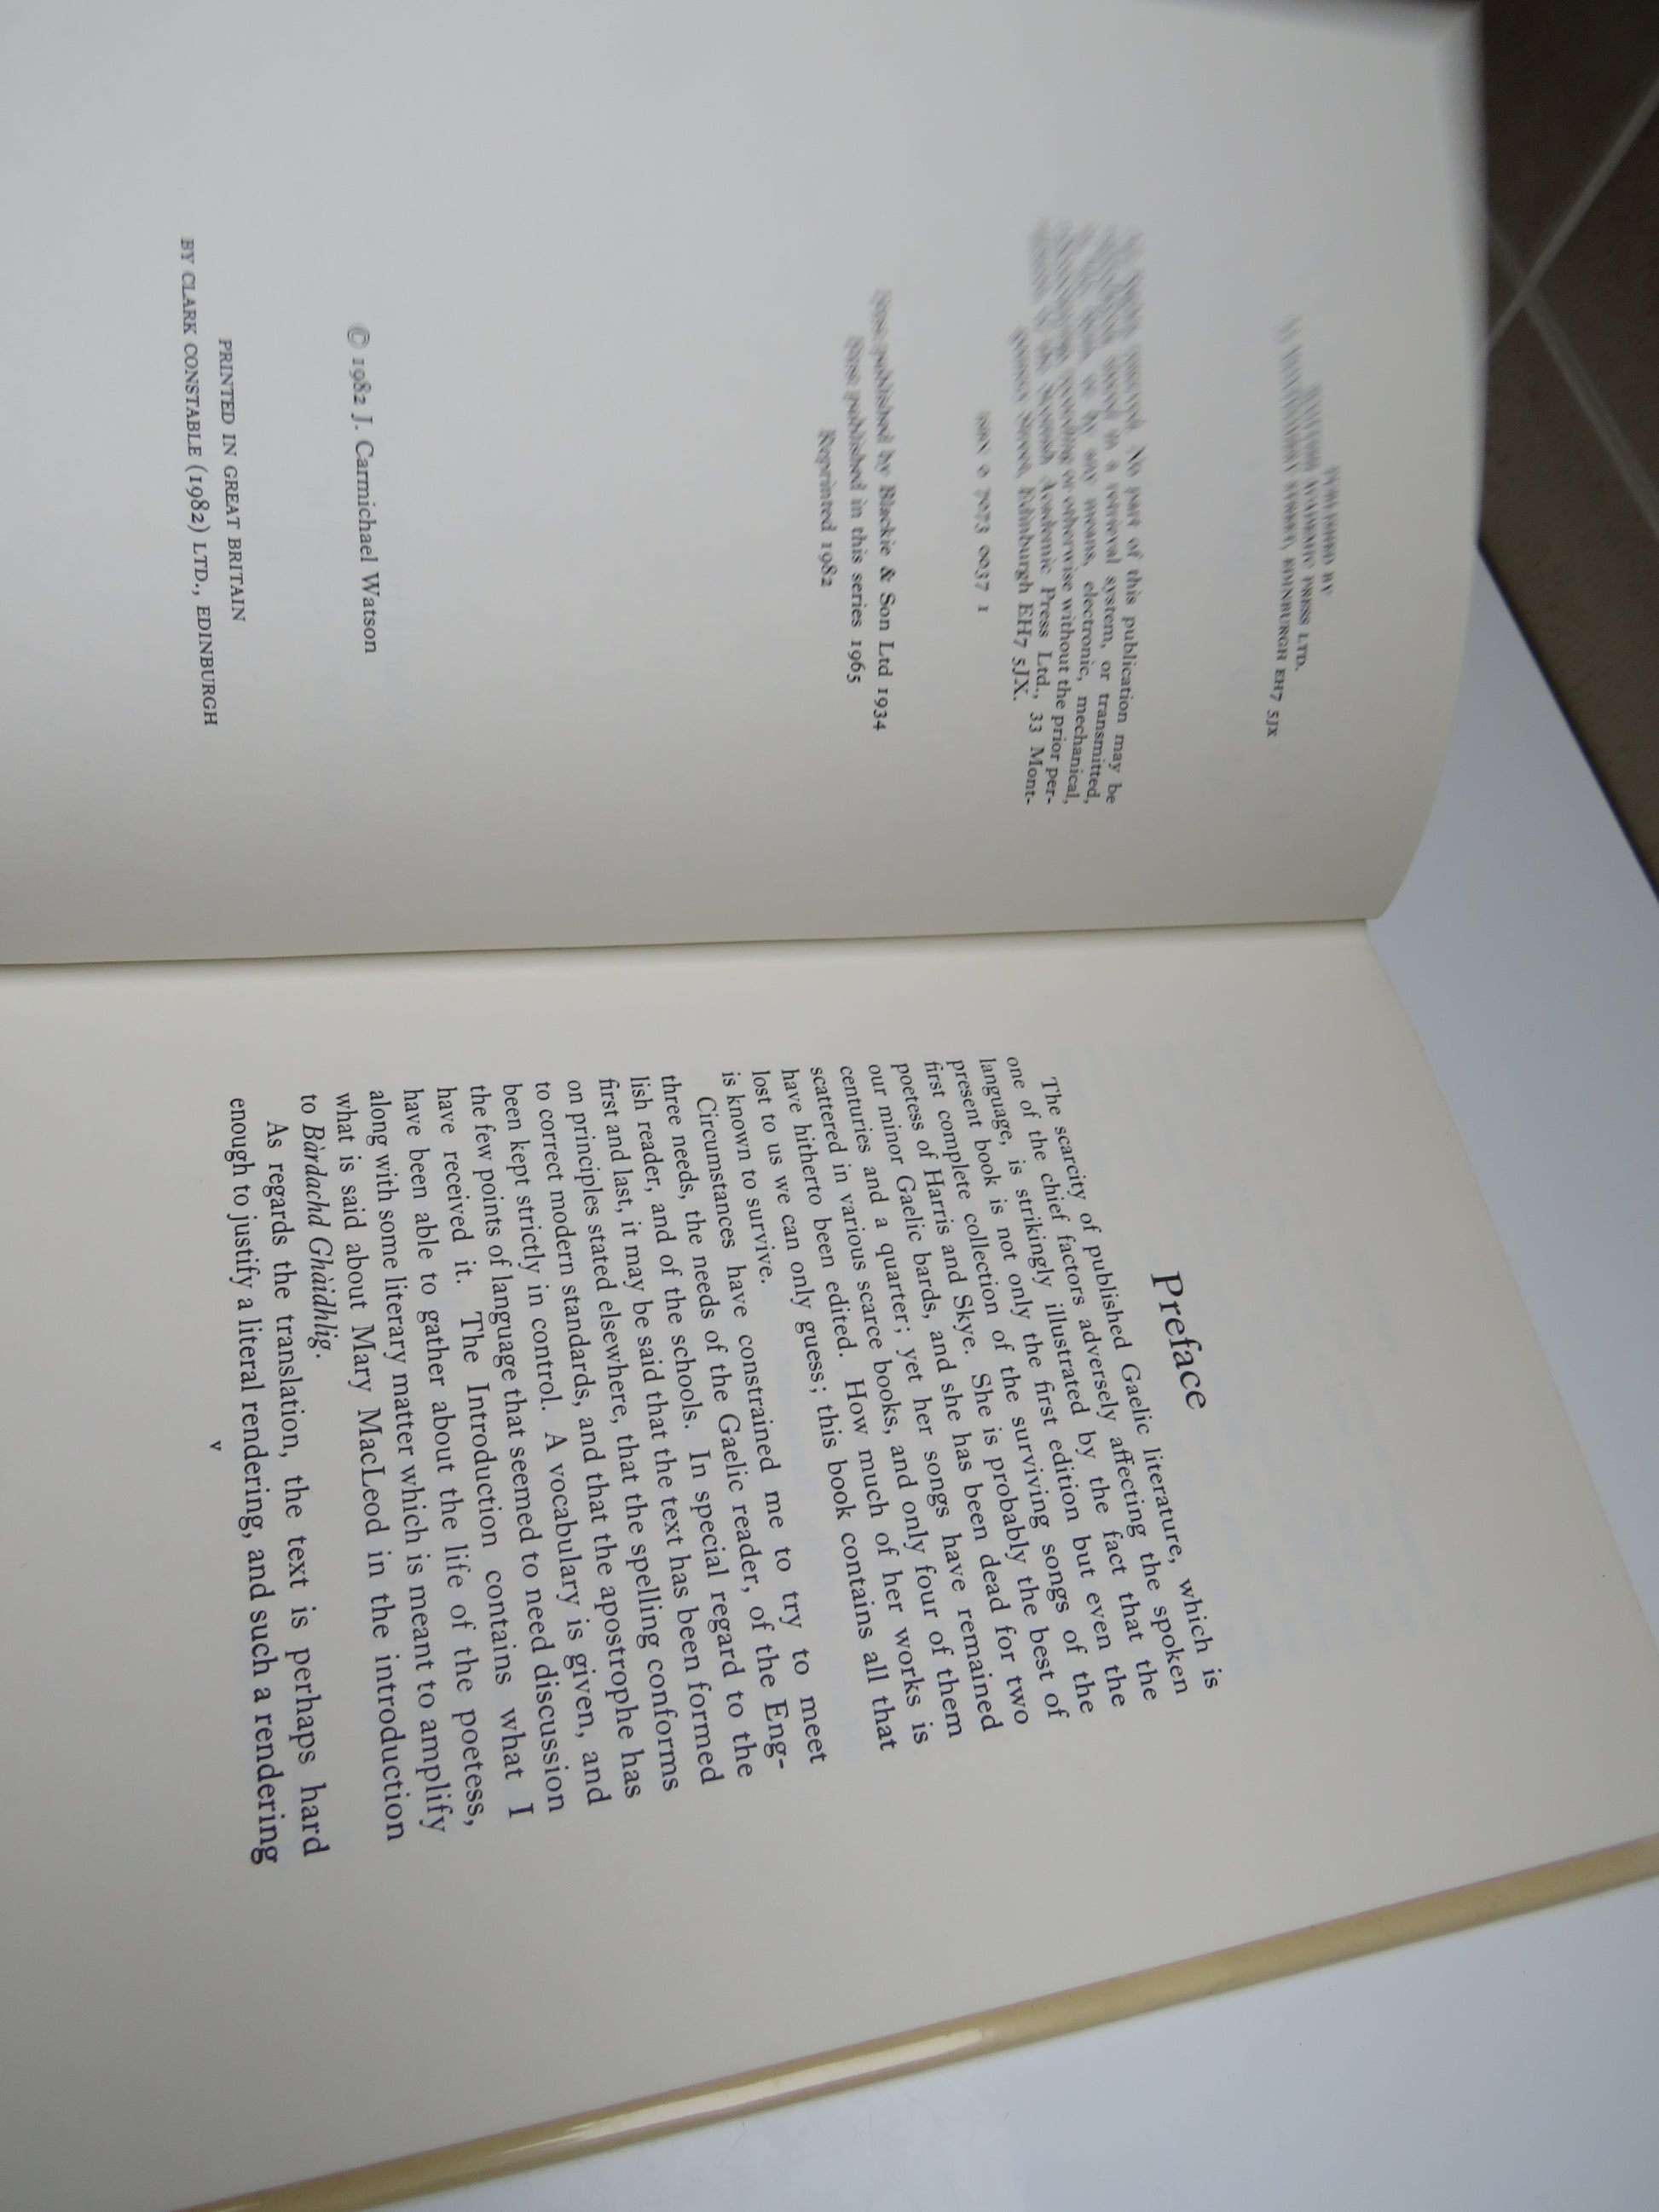 BY
PRESS LTD.
EDINBURGH EH7 5JX
No part of this publication may be
in a retrieval system, or transmitted,
or by any means, electronic, mechanical,
or otherwise without the prior per-
Academic Press Ltd., 33 Mont-
Street, Edinburgh EH7 5JX.
ISBN 0 7073 0037 1
First published by Blackie & Son Ltd 1934
First published in this series 1965
Reprinted 1982
© 1982 J. Carmichael Watson
PRINTED IN GREAT BRITAIN
BY CLARK CONSTABLE (1982) LTD., EDINBURGH
Preface
The scarcity of published Gaelic literature, which is
one of the chief factors adversely affecting the spoken
language, is strikingly illustrated by the fact that the
present book is not only the first edition but even the
first complete collection of the surviving songs of the
poetess of Harris and Skye. She is probably the best of
our minor Gaelic bards, and she has been dead for two
centuries and a quarter; yet her songs have remained
scattered in various scarce books, and only four of them
have hitherto been edited. How much of her works is
lost to us we can only guess; this book contains all that
is known to survive.
Circumstances have constrained me to try to meet
three needs, the needs of the Gaelic reader, of the Eng-
lish reader, and of the schools. In special regard to the
first and last, it may be said that the text has been formed
on principles stated elsewhere, that the spelling conforms
to correct modern standards, and that the apostrophe has
been kept strictly in control. A vocabulary is given, and
the few points of language that seemed to need discussion
have received it. The Introduction contains what I
have been able to gather about the life of the poetess,
along with some literary matter which is meant to amplify
what is said about Mary MacLeod in the introduction
to Bàrdachd Ghàidhlig.
As regards the translation, the text is perhaps hard
enough to justify a literal rendering, and such a rendering
v